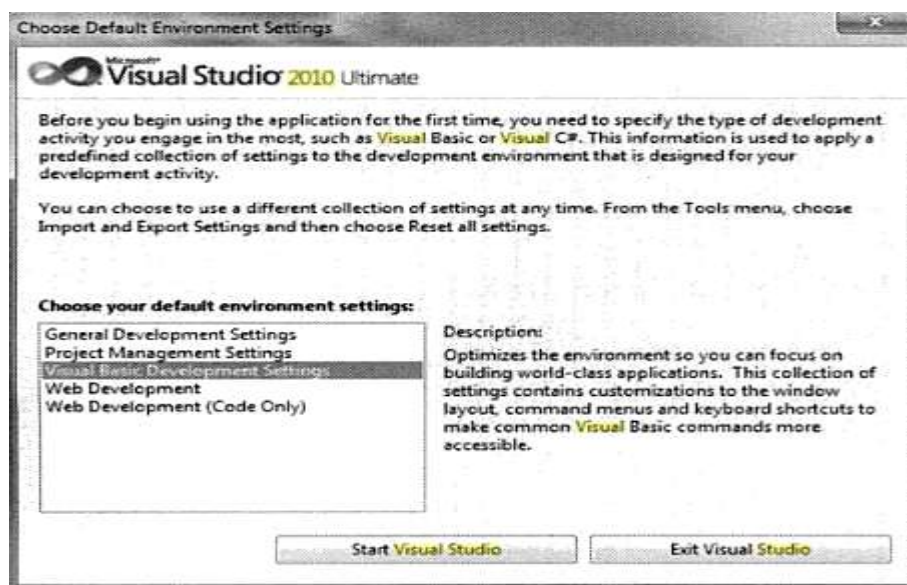 Choose Default Environment Settings
Microsoft
Visual Studio 2010 Ultimate
Before you begin using the application for the first time, you need to specify the type of development
activity you engage in the most, such as Visual Basic or Visual C#. This information is used to apply a
predefined collection of settings to the development environment that is designed for your
development activity.
You can choose to use a different collection of settings at any time. From the Tools menu, choose
Import and Export Settings and then choose Reset all settings.
Choose your default environment settings:
General Development Settings
Project Management Settings
Visual Basic Development Settings
Web Development
Web Development (Code Only)
Description:
Optimizes the environment so you can focus on
building world-class applications. This collection of
settings contains customizations to the window
layout, command menus and keyboard shortcuts to
make common Visual Basic commands more
accessible.
Start Visual Studio
Exit Visual Studio